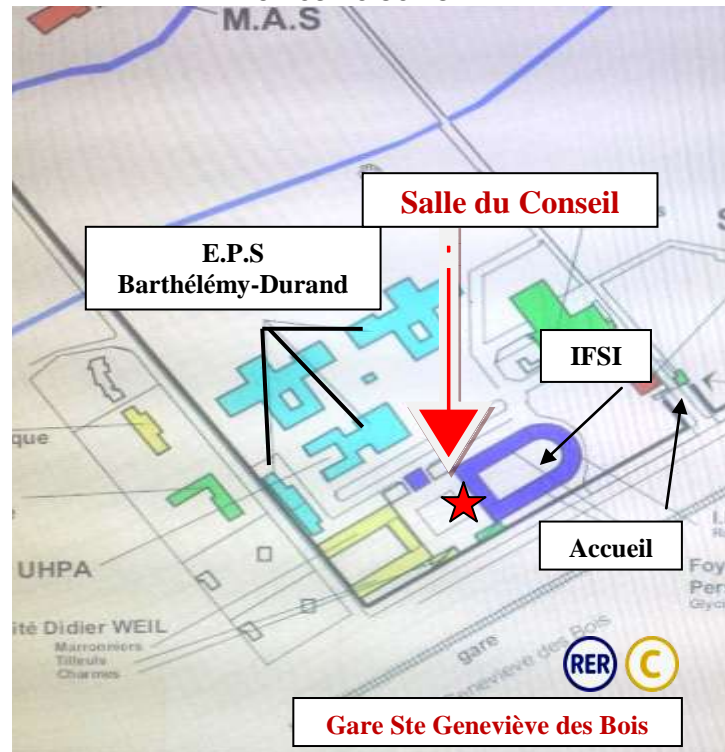 M.A.S
Salle du Conseil
E.P.S
Barthélémy-Durand
IFSI
que
Accueil
UHPA
ité Didier WEIL
Marronniers
Tilleuls
Charmes
Foy
Per
gare
Geneviève des Bois
RER C
Gare Ste Geneviève des Bois